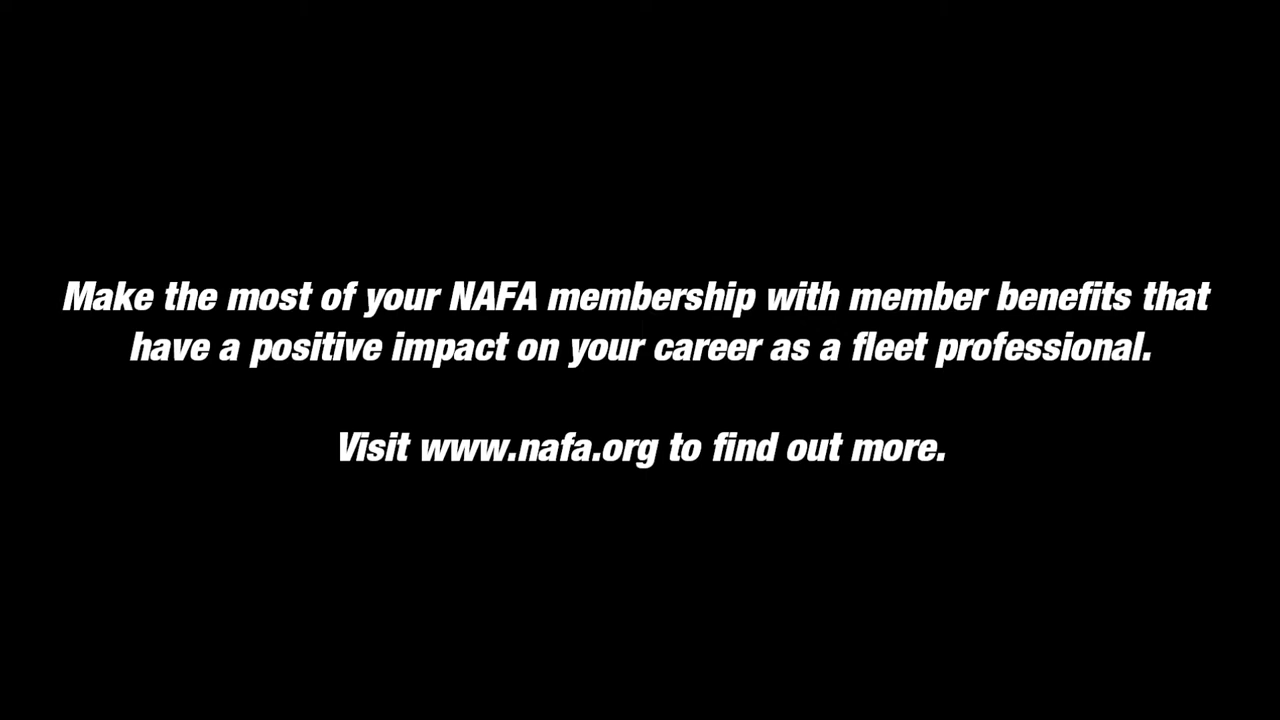 Make the most of your NAFA membership with member benefits that
have a positive impact on your career as a fleet professional.
Visit www.nafa.org to find out more.